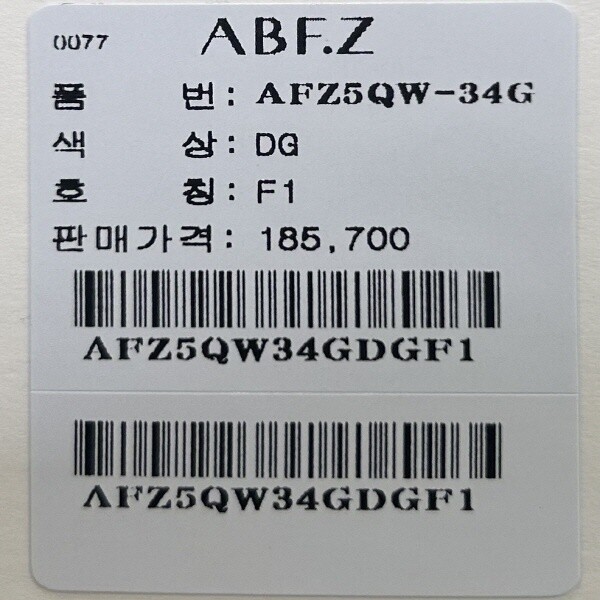 0077 ABF.Z
품 번: AFZ5QW-34G
색 상: DG
호 칭: F1
판매가격: 185,700
AFZ5QW34GDGF1
AFZ5QW34GDGF1